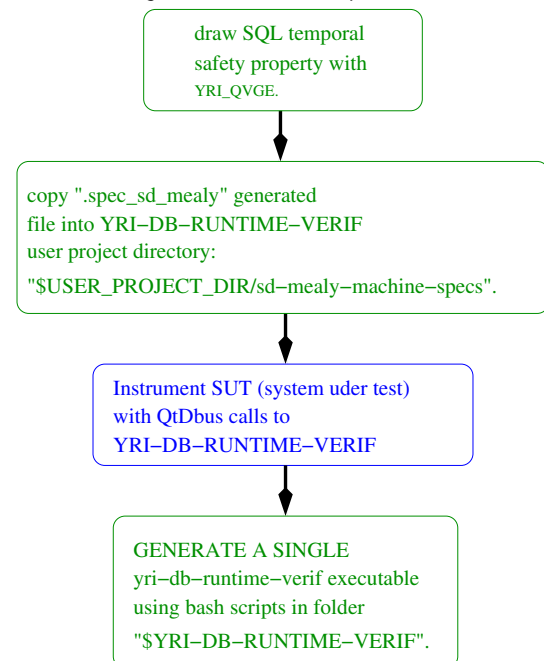 draw SQL temporal
safety property with
YRI_QVGE.
copy ".spec_sd_mealy" generated
file into YRI−DB−RUNTIME−VERIF
user project directory:
"$USER_PROJECT_DIR/sd−mealy−machine−specs".
Instrument SUT (system uder test)
with QtDbus calls to
YRI−DB−RUNTIME−VERIF
GENERATE A SINGLE
yri−db−runtime−verif executable
using bash scripts in folder
"$YRI−DB−RUNTIME−VERIF".